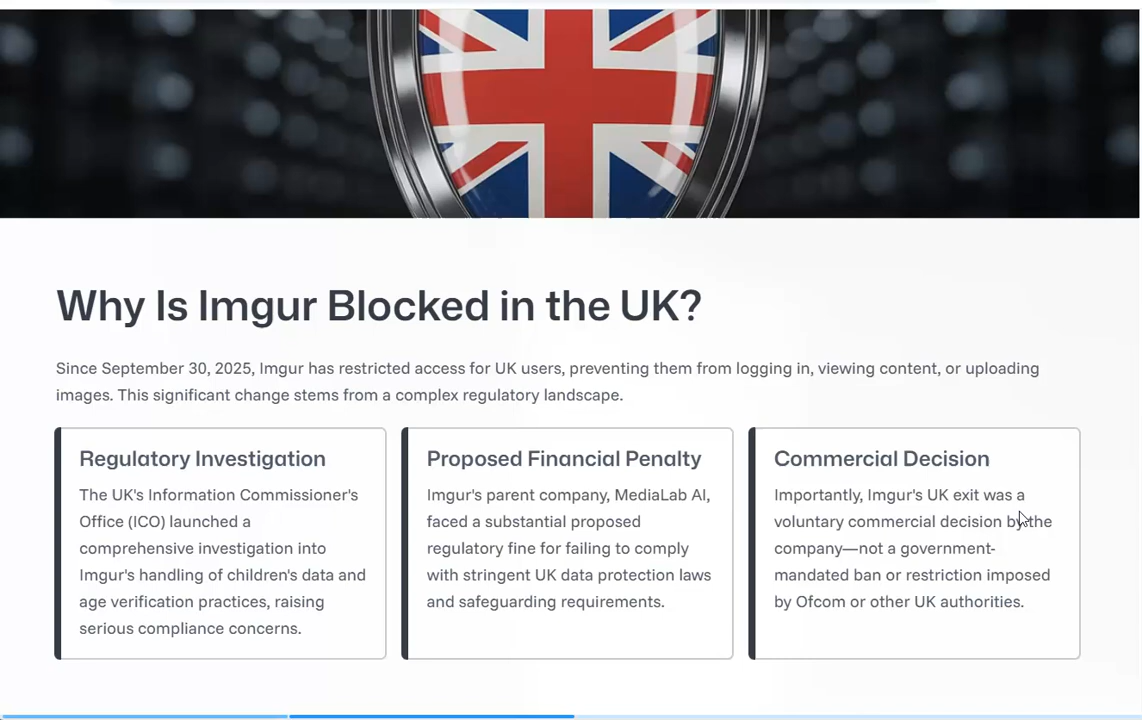 Why Is Imgur Blocked in the UK?
Since September 30, 2025, Imgur has restricted access for UK users, preventing them from logging in, viewing content, or uploading
images. This significant change stems from a complex regulatory landscape.
Regulatory Investigation
The UK's Information Commissioner's
Office (ICO) launched a
comprehensive investigation into
Imgur's handling of children's data and
age verification practices, raising
serious compliance concerns.
Proposed Financial Penalty
Imgur's parent company, MediaLab AI,
faced a substantial proposed
regulatory fine for failing to comply
with stringent UK data protection laws
and safeguarding requirements.
Commercial Decision
Importantly, Imgur's UK exit was a
voluntary commercial decision by the
company—not a government-
mandated ban or restriction imposed
by Ofcom or other UK authorities.